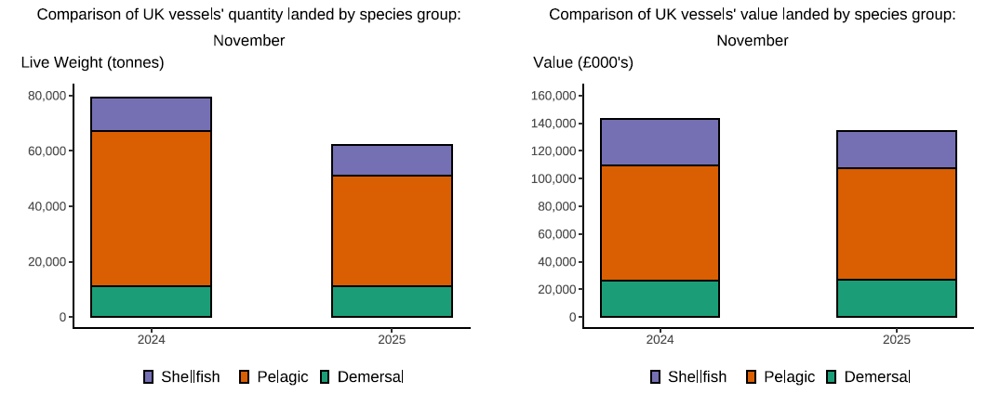 Comparison of UK vessels' quantity landed by species group:
November
Live Weight (tonnes)
80,000
60,000
40,000
20,000
0
2024
2025
Shellfish
Pelagic
Demersal
Comparison of UK vessels' value landed by species group:
November
Value (£000's)
160,000
140,000
120,000
100,000
80,000
60,000
40,000
20,000
0
2024
2025
Shellfish
Pelagic
Demersal